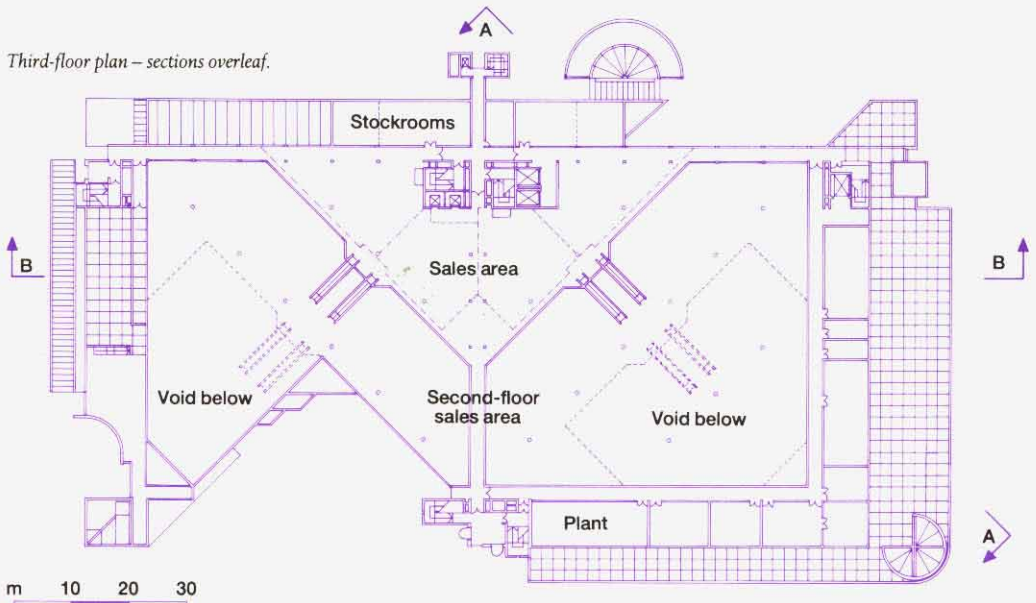 A
Third-floor plan – sections overleaf.
Stockrooms
B
Sales area
B
Void below
Second-floor
sales area
Void below
Plant
A
m 10 20 30